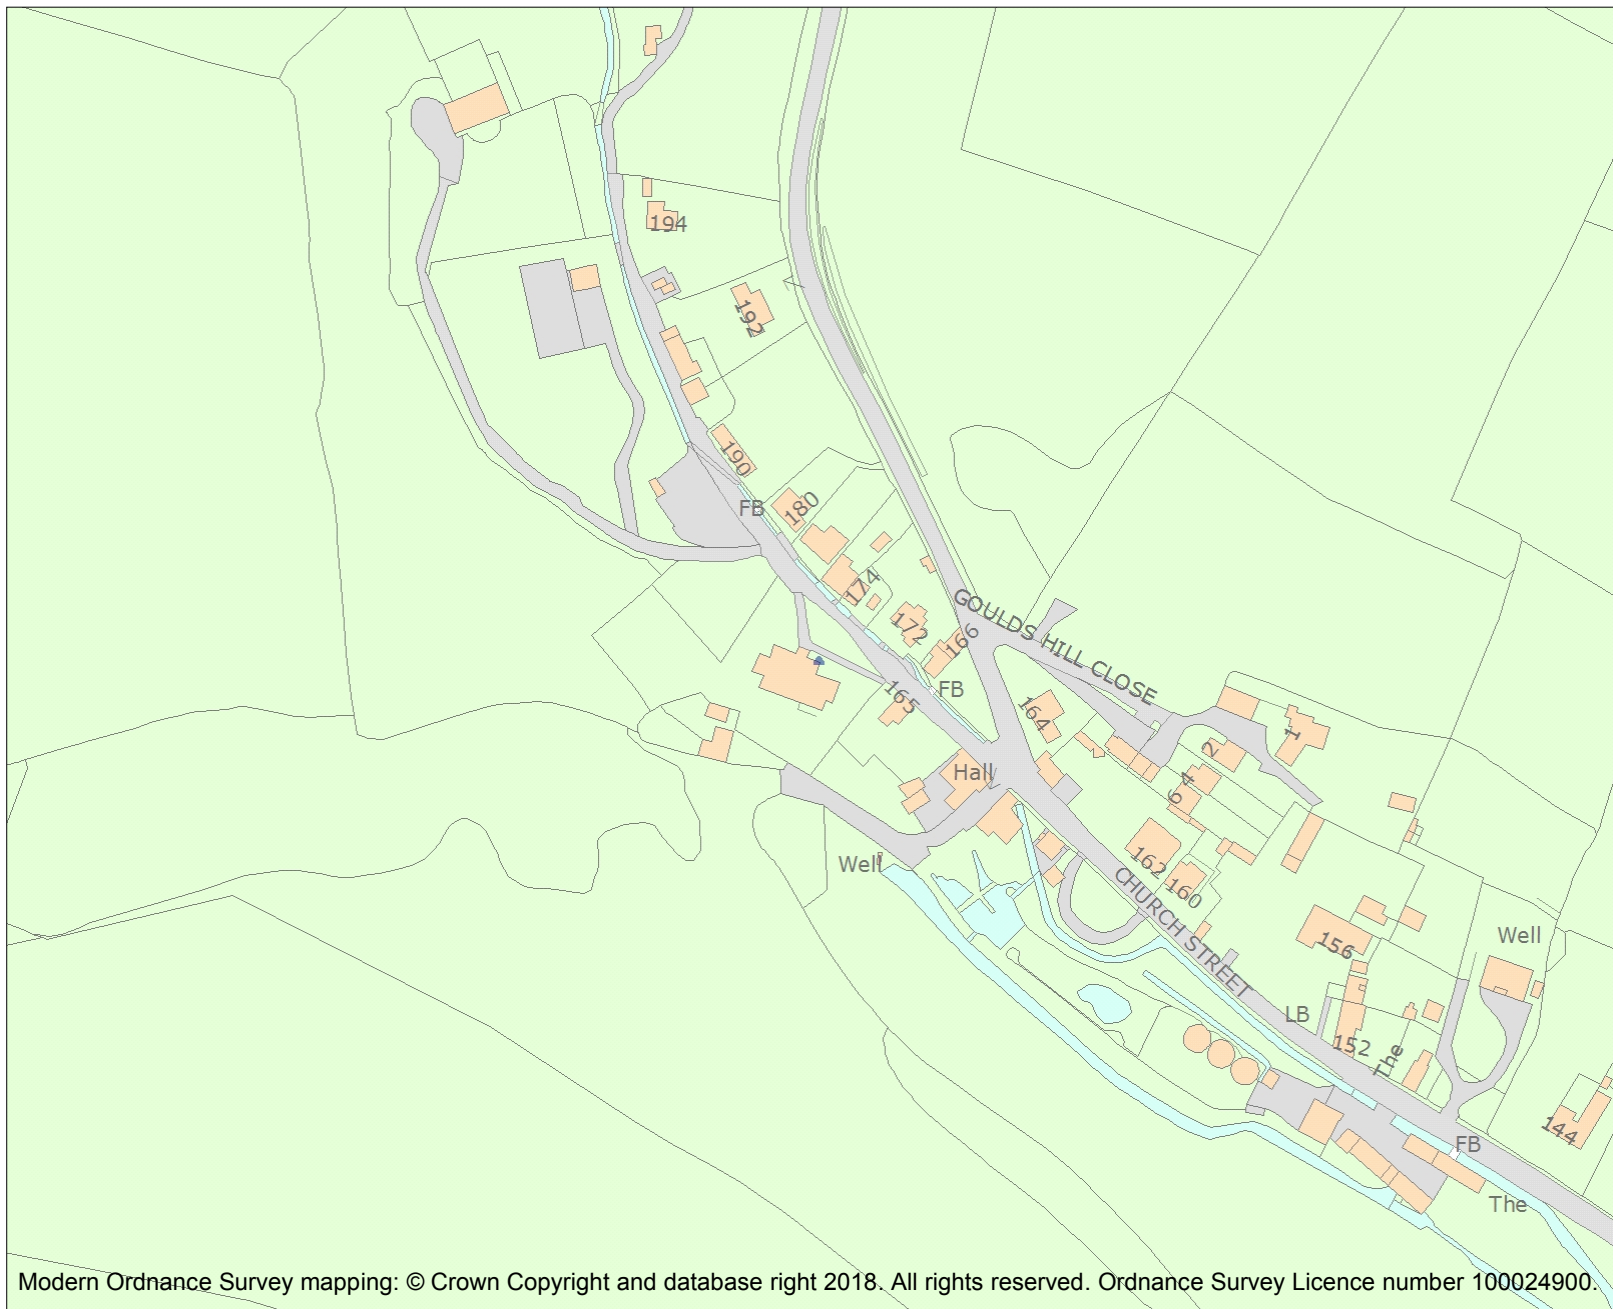 194
192
190
FB
180
174
172
166
GOULDS HILL CLOSE
165
FB
164
Hall
1
2
4
6
Well
162
160
CHURCH STREET
156
Well
LB
152
The
144
FB
The
Modern Ordnance Survey mapping: © Crown Copyright and database right 2018. All rights reserved. Ordnance Survey Licence number 100024900.